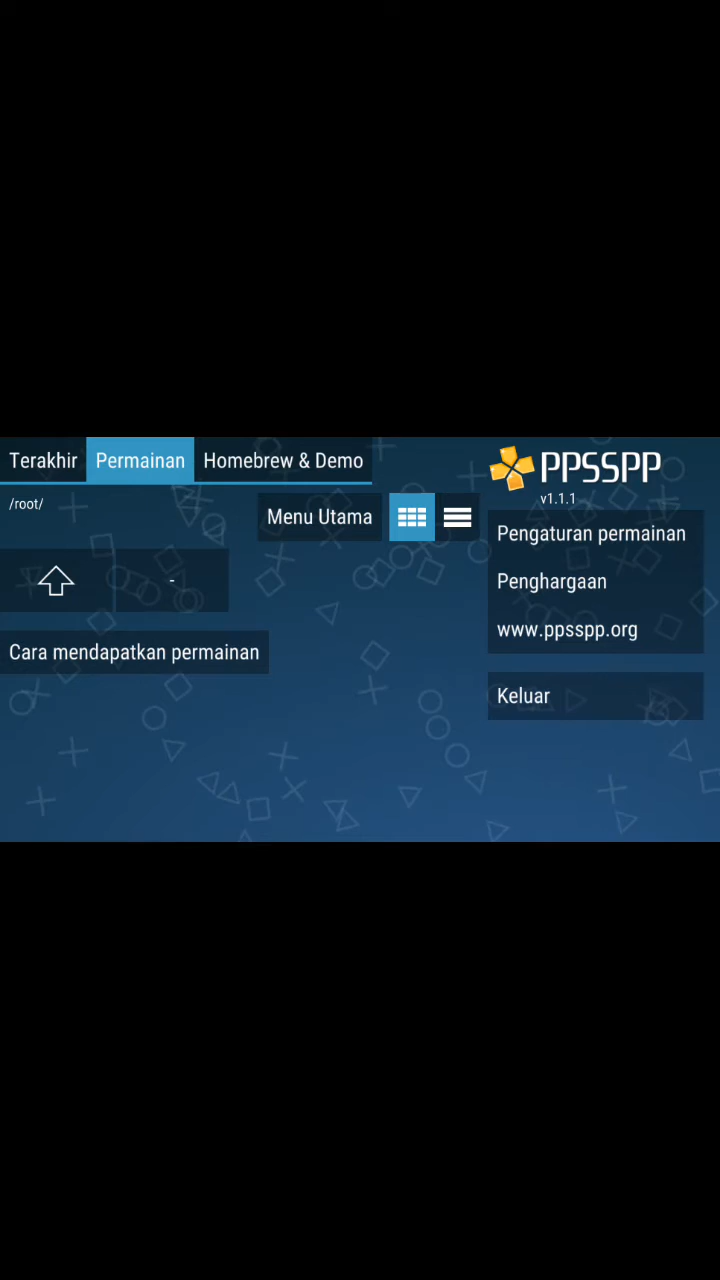 Terakhir Permainan Homebrew & Demo
/root/
Menu Utama
-
Cara mendapatkan permainan
PPSSPP
v1.1.1
Pengaturan permainan
Penghargaan
www.ppsspp.org
Keluar